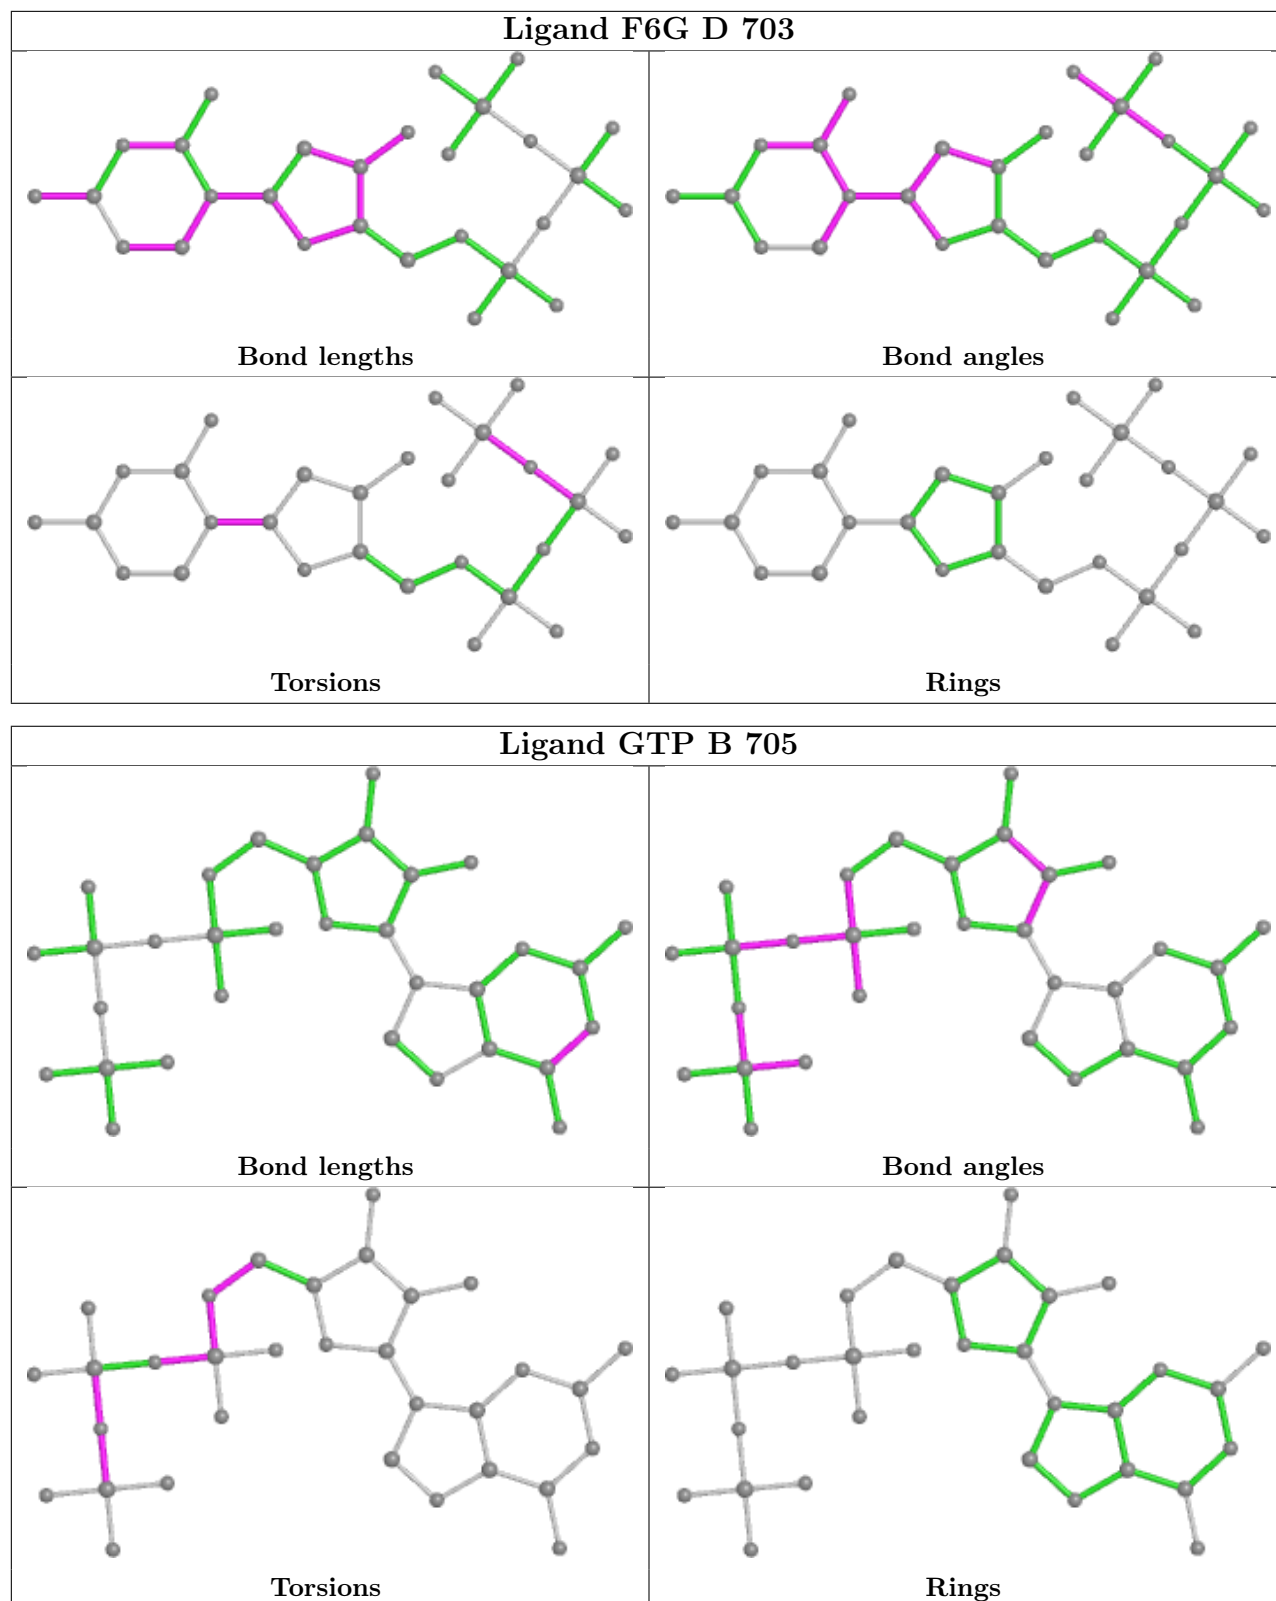 Ligand F6G D 703
Bond lengths
Bond angles
Torsions
Rings
Ligand GTP B 705
Bond lengths
Bond angles
Torsions
Rings